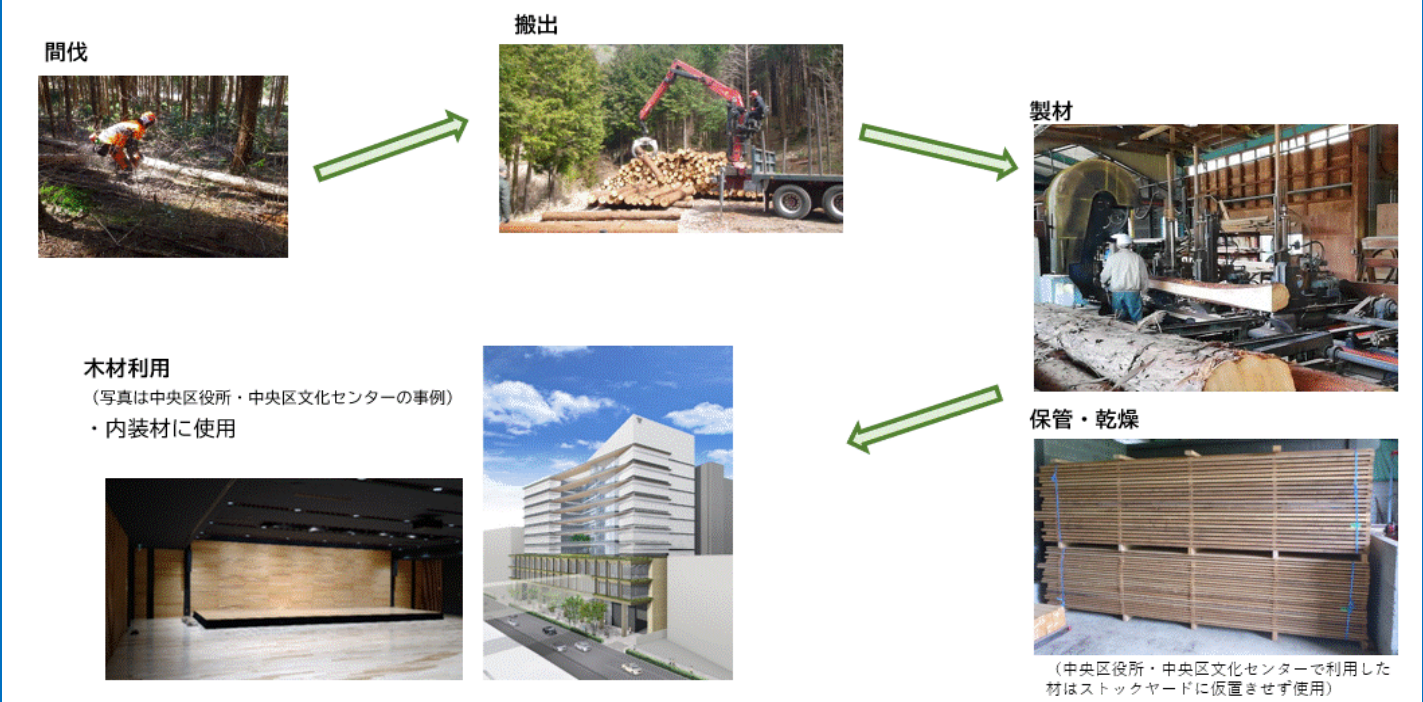 間伐
搬出
製材
保管・乾燥
（中央区役所・中央区文化センターで利用した
材はストックヤードに仮置きせず使用）
木材利用
（写真は中央区役所・中央区文化センターの事例）
・内装材に使用